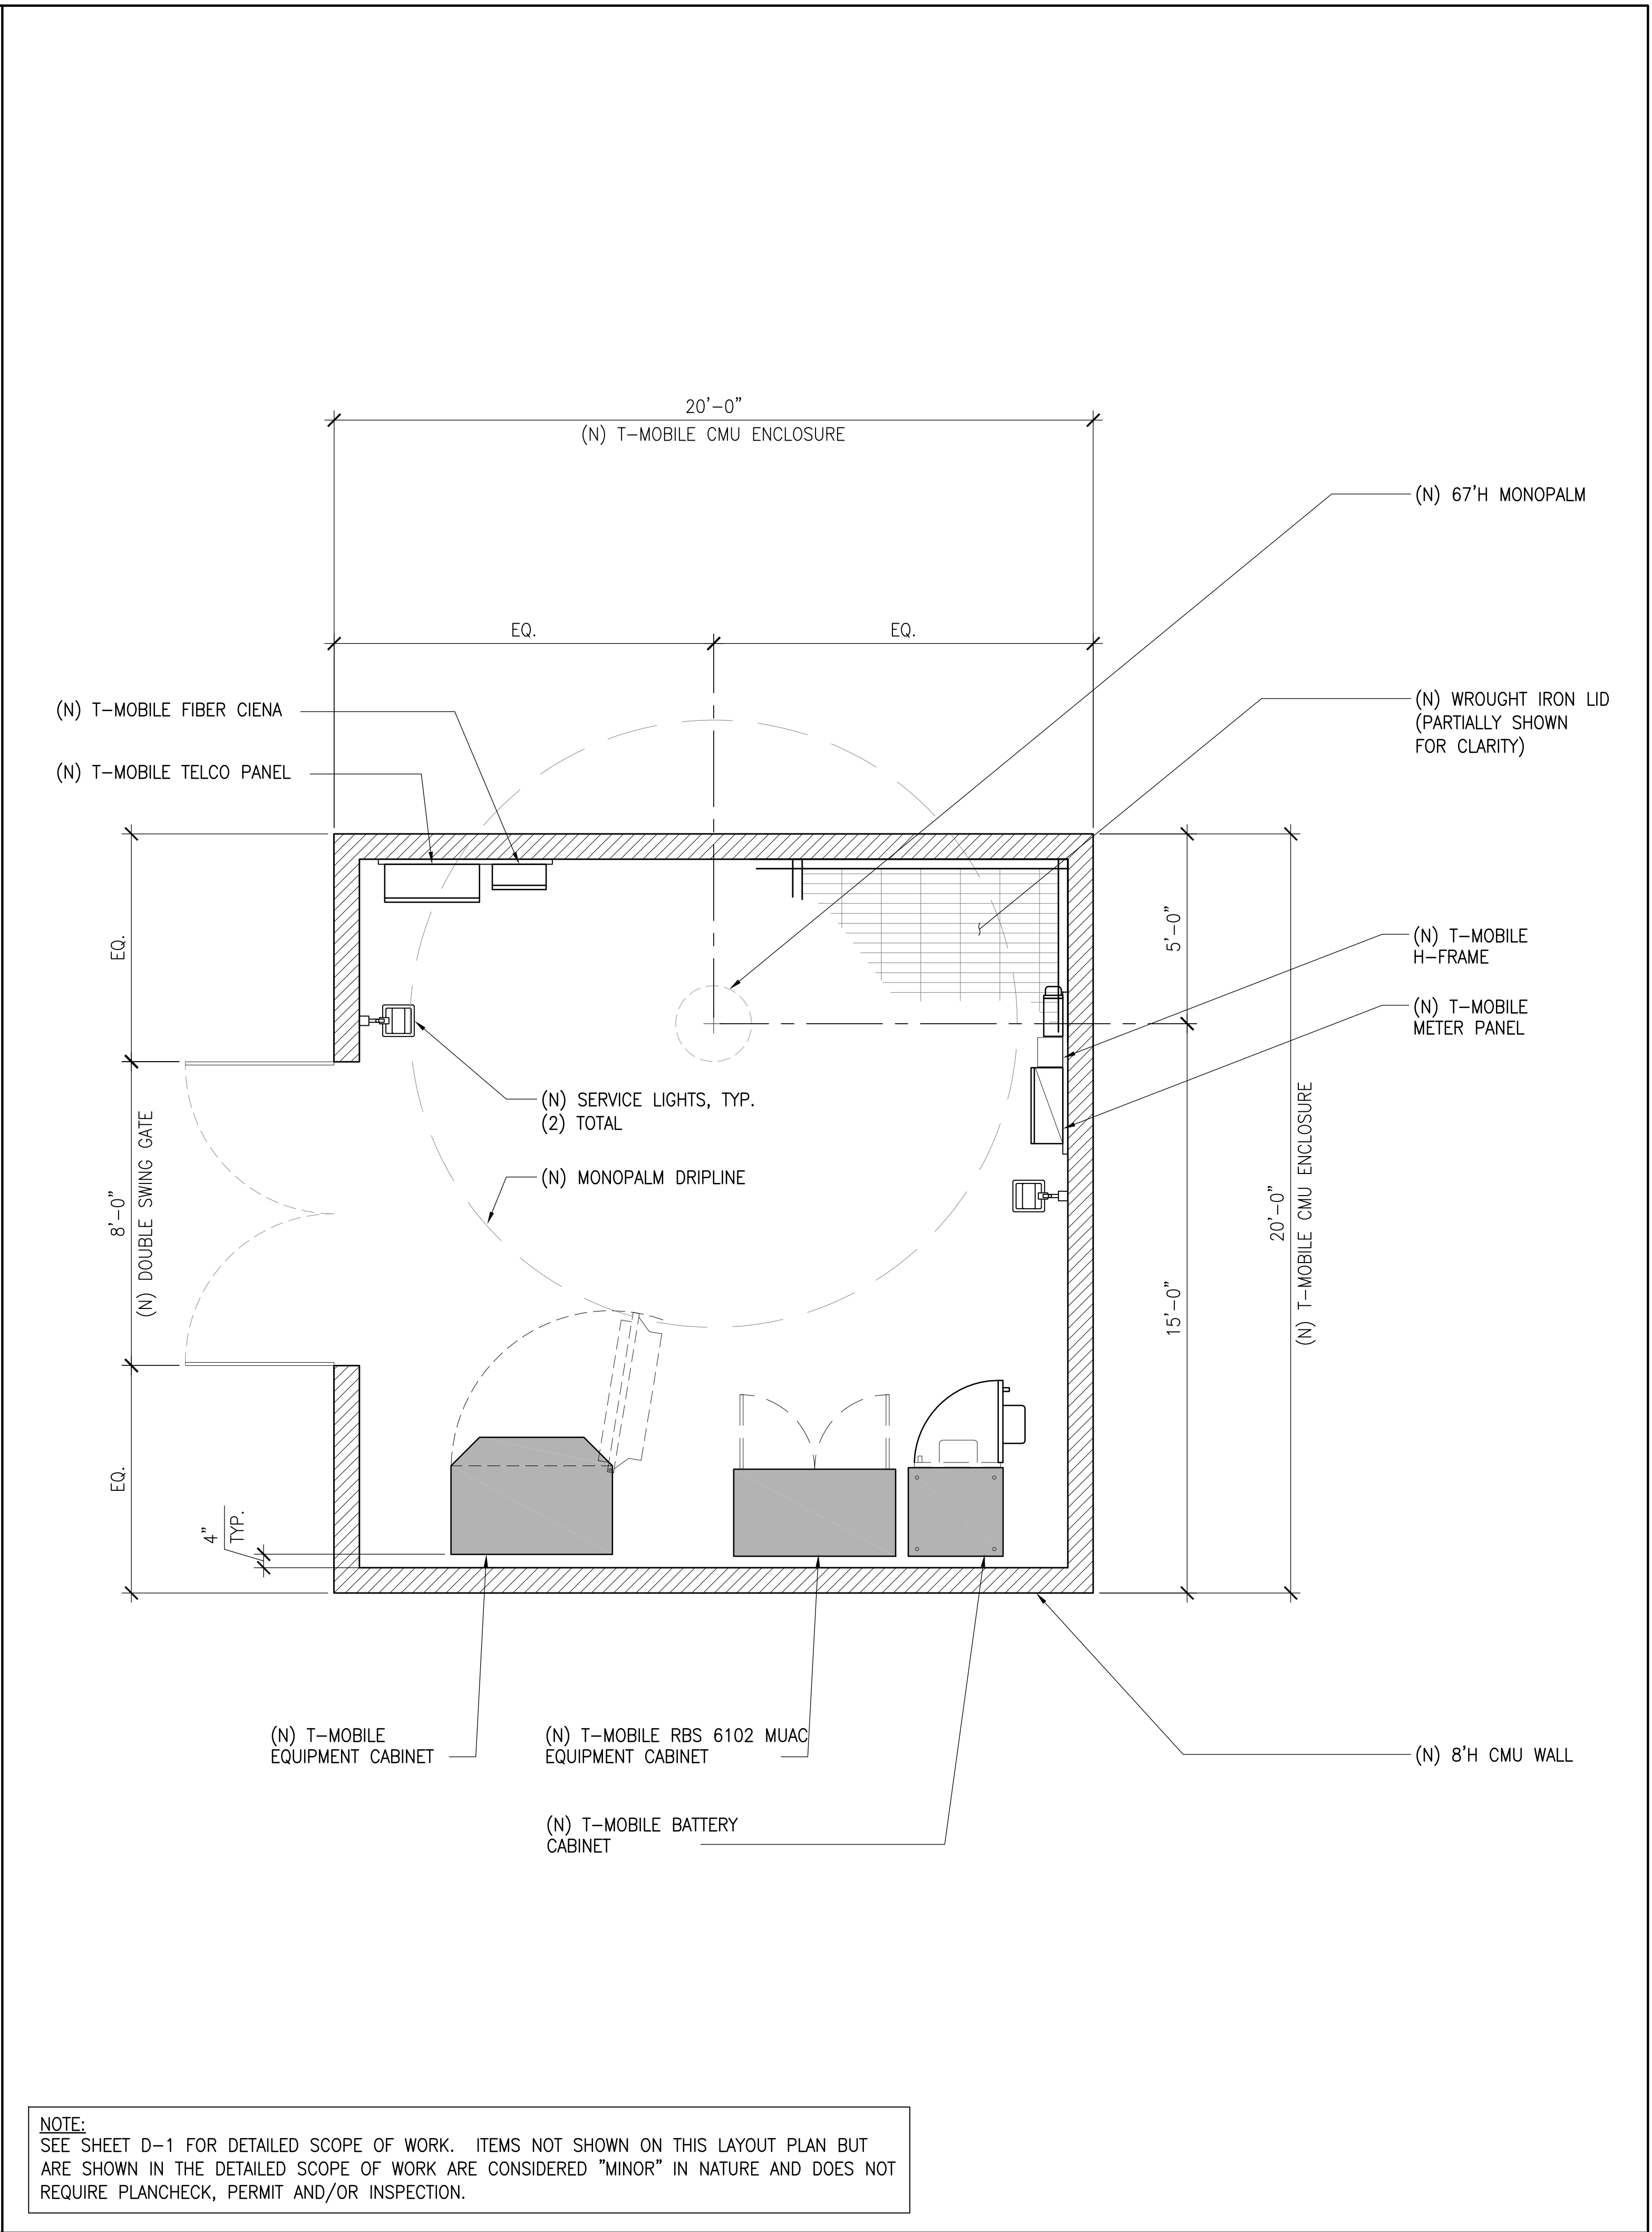 20'-0"
(N) T-MOBILE CMU ENCLOSURE
(N) 67'H MONOPALM
EQ.
EQ.
(N) T-MOBILE FIBER CIENA
(N) WROUGHT IRON LID
(PARTIALLY SHOWN
FOR CLARITY)
(N) T-MOBILE TELCO PANEL
EQ.
5'-0"
(N) T-MOBILE
H-FRAME
(N) T-MOBILE
METER PANEL
(N) SERVICE LIGHTS, TYP.
(2) TOTAL
(N) MONOPALM DRIPLINE
8'-0"
(N) DOUBLE SWING GATE
15'-0"
20'-0"
(N) T-MOBILE CMU ENCLOSURE
EQ.
4"
TYP.
(N) T-MOBILE
EQUIPMENT CABINET
(N) T-MOBILE RBS 6102 MUAC
EQUIPMENT CABINET
(N) 8'H CMU WALL
(N) T-MOBILE BATTERY
CABINET
NOTE:
SEE SHEET D-1 FOR DETAILED SCOPE OF WORK. ITEMS NOT SHOWN ON THIS LAYOUT PLAN BUT
ARE SHOWN IN THE DETAILED SCOPE OF WORK ARE CONSIDERED "MINOR" IN NATURE AND DOES NOT
REQUIRE PLANCHECK, PERMIT AND/OR INSPECTION.